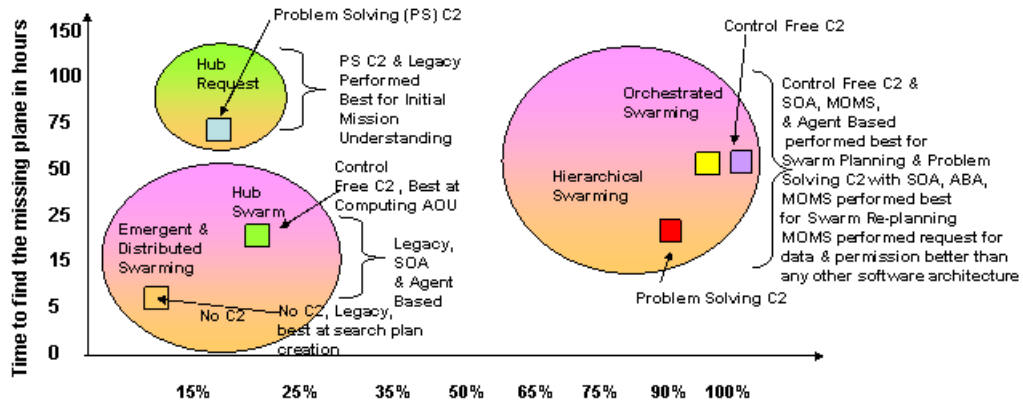 Time to find the missing plane in hours
150
100
75
50
25
15
5
0
Problem Solving (PS) C2
Hub
Request
PS C2 & Legacy
Performed
Best for Initial
Mission
Understanding
Control
Free C2 , Best at
Computing AOU
Hub
Swarm
Emergent &
Distributed
Swarming
Legacy,
SOA
& Agent
Based
No C2
No C2, Legacy,
best at search plan
creation
Control Free C2
Orchestrated
Swarming
Hierarchical
Swarming
Problem Solving C2
Control Free C2 &
SOA, MOMS,
& Agent Based
performed best for
Swarm Planning & Problem
Solving C2 with SOA, ABA,
MOMS performed best
for Swarm Re-planning
MOMS performed request for
data & permission better than
any other software architecture
15% 25% 35% 50% 65% 75% 90% 100%